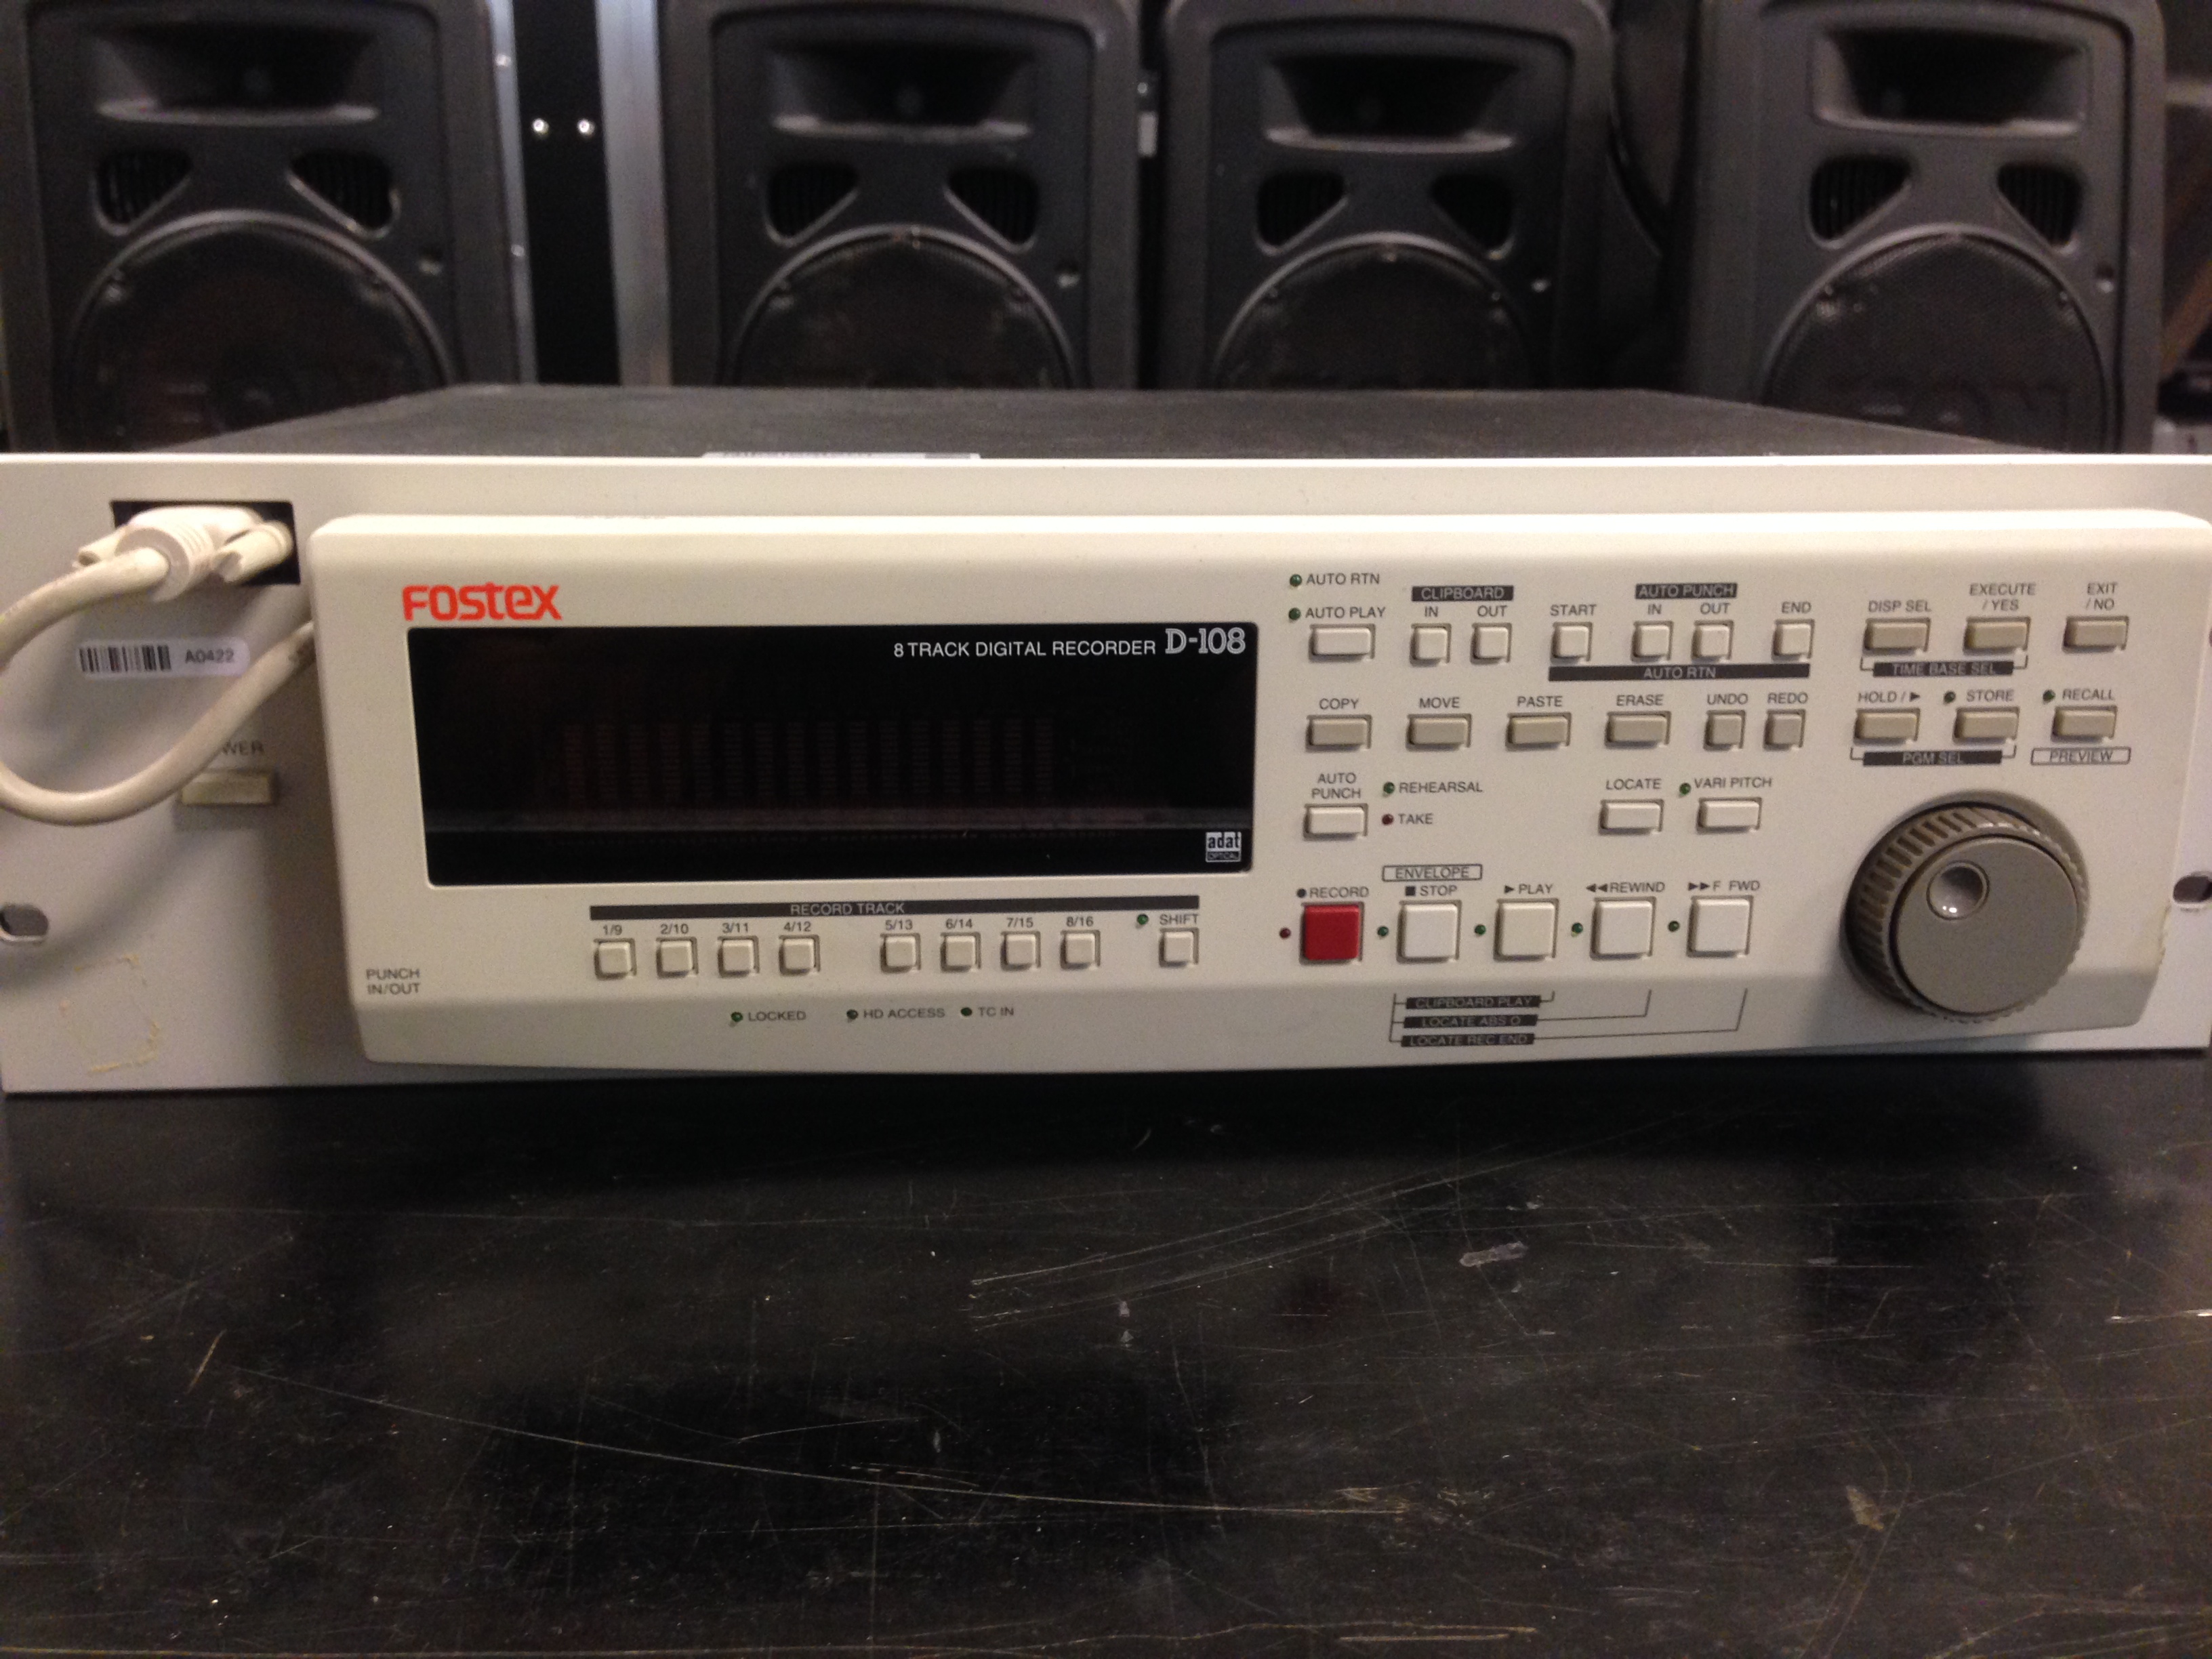 FOSTEX
8 TRACK DIGITAL RECORDER D-108
adat
OPTICAL
A0422
WER
PUNCH
IN/OUT
RECORD TRACK
1/9 2/10 3/11 4/12 5/13 6/14 7/15 8/16 SHIFT
LOCKED HD ACCESS TC IN
AUTO RTN
AUTO PLAY
CLIPBOARD
IN OUT
START
AUTO PUNCH
IN OUT
END
AUTO RTN
DISP SEL
EXECUTE
/ YES
EXIT
/ NO
TIME BASE SEL
COPY MOVE PASTE ERASE UNDO REDO
HOLD / ▶ STORE RECALL
PGM SEL
PREVIEW
AUTO
PUNCH
REHEARSAL
TAKE
LOCATE VARI PITCH
ENVELOPE
● RECORD ■ STOP ▶ PLAY ◀◀ REWIND ▶▶ F FWD
CLIPBOARD PLAY
LOCATE ABS 0
LOCATE REC END